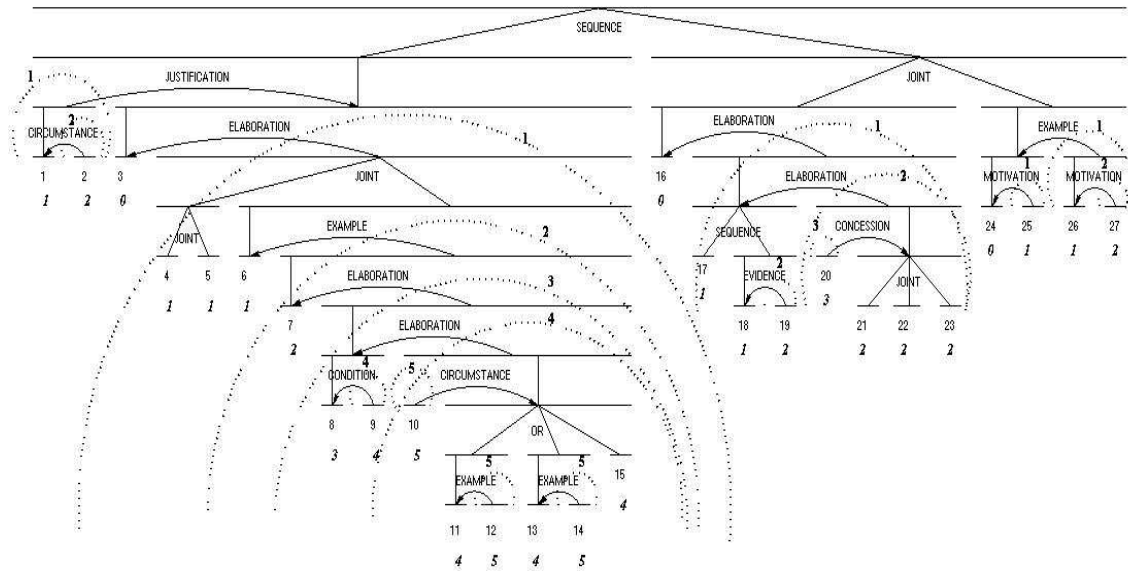 SEQUENCE
1 JUSTIFICATION JOINT
2 1 1
CIRCUMSTANCE ELABORATION 1 ELABORATION EXAMPLE
1 2 3 JOINT 16 ELABORATION 2 MOTIVATION 1 MOTIVATION 2
1 2 0 0 24 25 26 27
JOINT EXAMPLE 2 SEQUENCE 3 CONCESSION 0 1 1 2
4 5 6 17 EVIDENCE 2 20 JOINT
1 1 1 ELABORATION 3 1 3
7 18 19 21 22 23
2 ELABORATION 4 1 2 2 2 2
CONDITION 4 5 CIRCUMSTANCE
8 9 10 OR
3 4 5
EXAMPLE 5 EXAMPLE 5 15
4
11 12 13 14
4 5 4 5